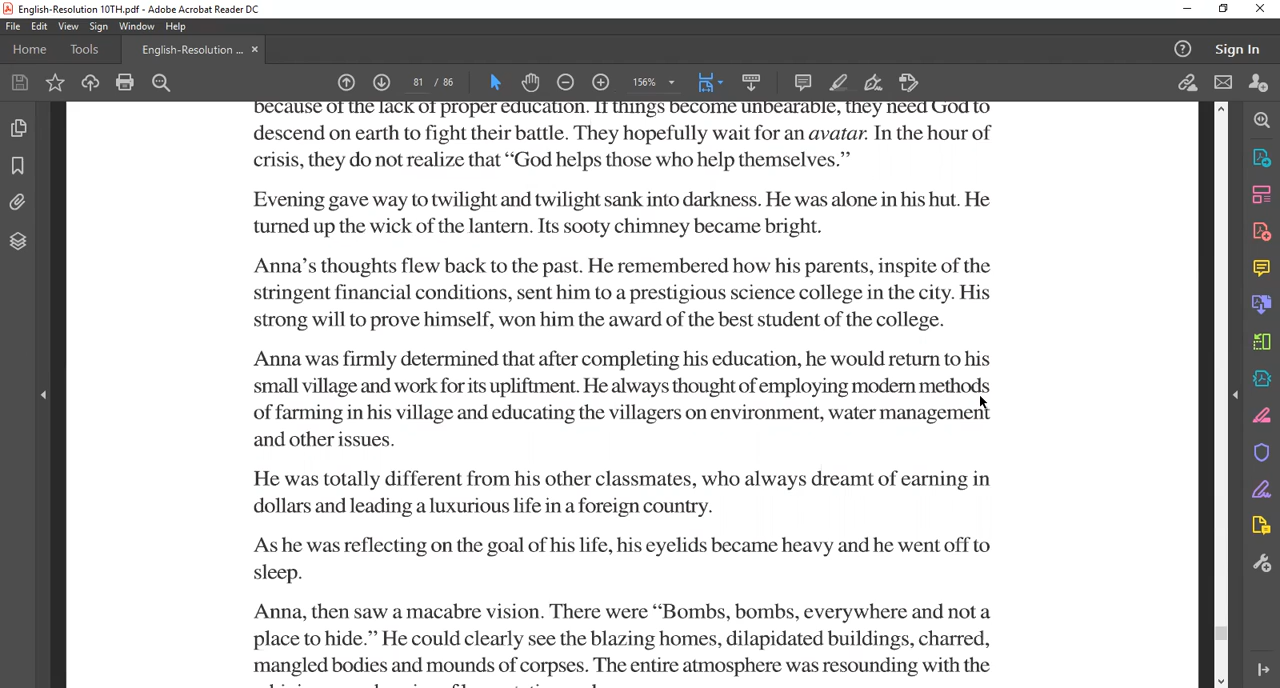 English-Resolution 10TH.pdf - Adobe Acrobat Reader DC
File Edit View Sign Window Help
Home Tools English-Resolution ... × Sign In
81 / 86 156%
because of the lack of proper education. If things become unbearable, they need God to
descend on earth to fight their battle. They hopefully wait for an avatar. In the hour of
crisis, they do not realize that “God helps those who help themselves.”
Evening gave way to twilight and twilight sank into darkness. He was alone in his hut. He
turned up the wick of the lantern. Its sooty chimney became bright.
Anna’s thoughts flew back to the past. He remembered how his parents, inspite of the
stringent financial conditions, sent him to a prestigious science college in the city. His
strong will to prove himself, won him the award of the best student of the college.
Anna was firmly determined that after completing his education, he would return to his
small village and work for its upliftment. He always thought of employing modern methods
of farming in his village and educating the villagers on environment, water management
and other issues.
He was totally different from his other classmates, who always dreamt of earning in
dollars and leading a luxurious life in a foreign country.
As he was reflecting on the goal of his life, his eyelids became heavy and he went off to
sleep.
Anna, then saw a macabre vision. There were “Bombs, bombs, everywhere and not a
place to hide.” He could clearly see the blazing homes, dilapidated buildings, charred,
mangled bodies and mounds of corpses. The entire atmosphere was resounding with the